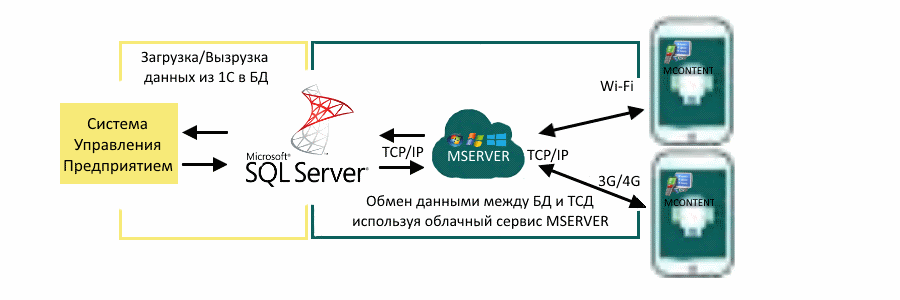 Загрузка/Вызрузка
данных из 1С в БД
Система
Управления
Предприятием
Microsoft®
SQL Server®
TCP/IP
MSERVER
TCP/IP
Wi-Fi
3G/4G
MCONTENT
MCONTENT
Обмен данными между БД и ТСД
используя облачный сервис MSERVER